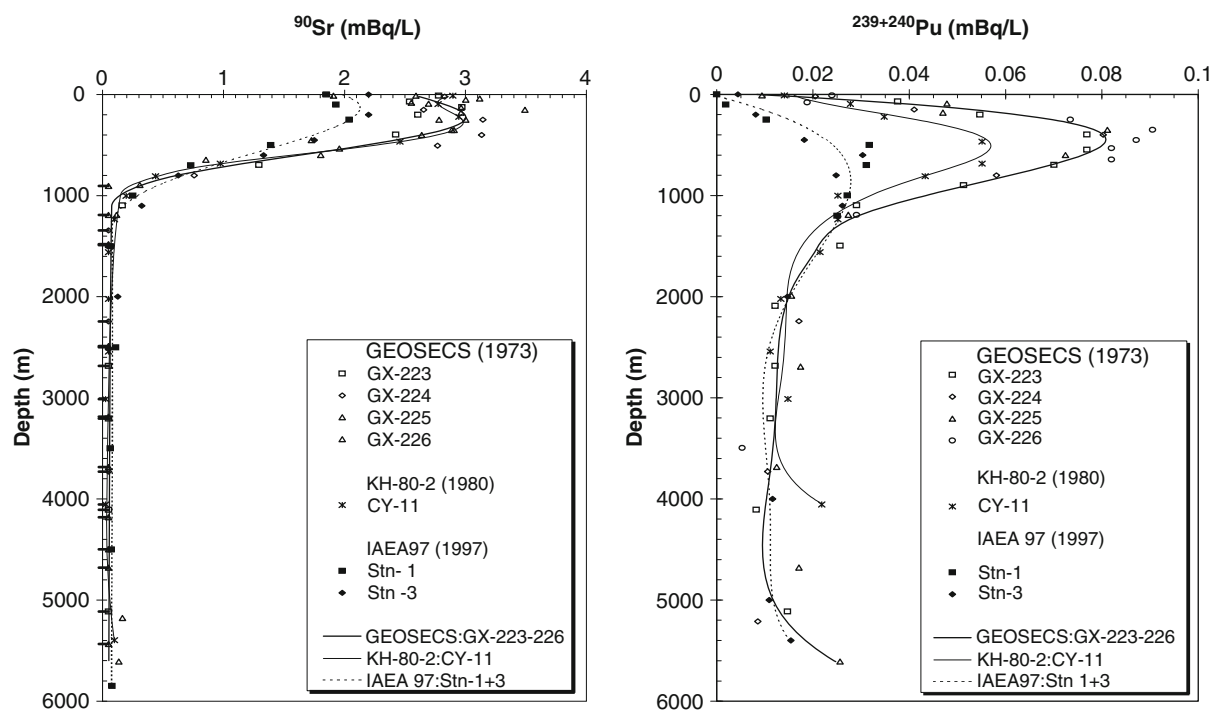 90Sr (mBq/L)
0 1 2 3 4
0
1000
2000
3000
4000
5000
6000
Depth (m)
GEOSECS (1973)
GX-223
GX-224
GX-225
GX-226
KH-80-2 (1980)
CY-11
IAEA97 (1997)
Stn- 1
Stn -3
GEOSECS:GX-223-226
KH-80-2:CY-11
IAEA 97:Stn-1+3
239+240Pu (mBq/L)
0 0.02 0.04 0.06 0.08 0.1
0
1000
2000
3000
4000
5000
6000
Depth (m)
GEOSECS (1973)
GX-223
GX-224
GX-225
GX-226
KH-80-2 (1980)
CY-11
IAEA 97 (1997)
Stn-1
Stn-3
GEOSECS:GX-223-226
KH-80-2:CY-11
IAEA97:Stn 1+3